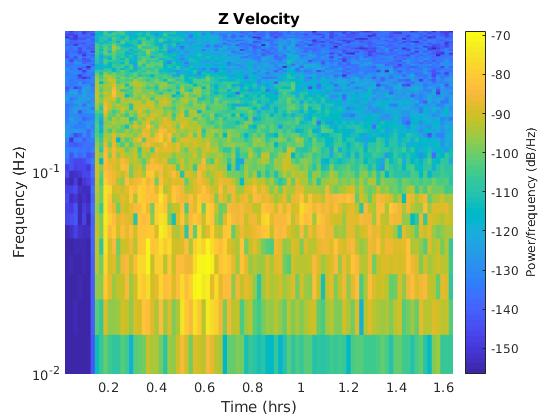 Z Velocity
Frequency (Hz)
10-1
10-2
0.2 0.4 0.6 0.8 1 1.2 1.4 1.6
Time (hrs)
-70
-80
-90
-100
-110
-120
-130
-140
-150
Power/frequency (dB/Hz)